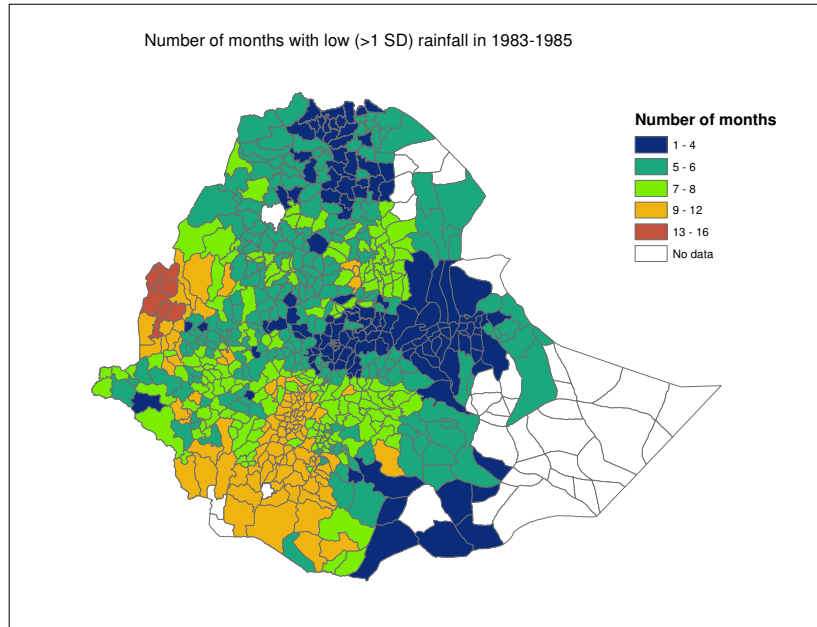 Number of months with low (>1 SD) rainfall in 1983-1985
Number of months
1 - 4
5 - 6
7 - 8
9 - 12
13 - 16
No data